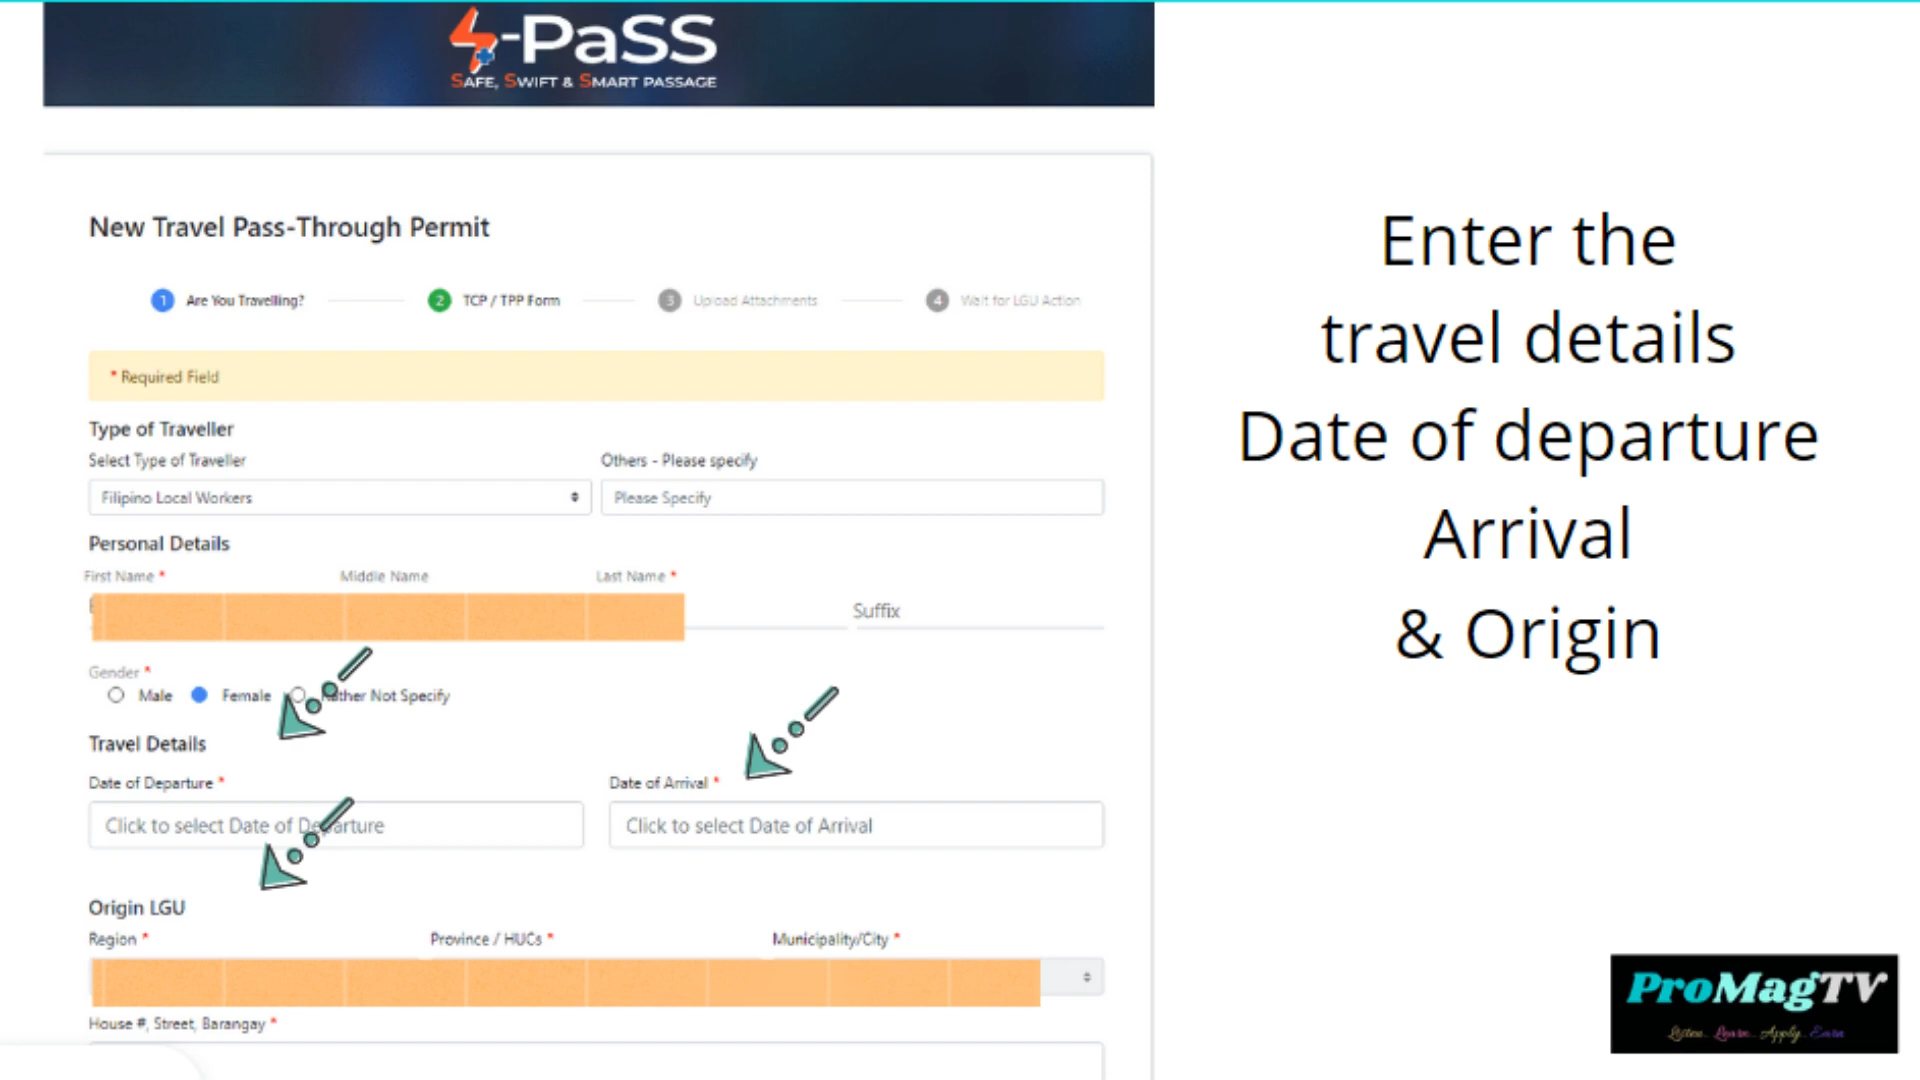 -PaSS
SAFE, SWIFT & SMART PASSAGE
New Travel Pass-Through Permit
1 Are You Travelling?
2 TCP / TPP Form
3 Upload Attachments
4 Wait for LGU Action
* Required Field
Type of Traveller
Select Type of Traveller
Others - Please specify
Filipino Local Workers
Please Specify
Personal Details
First Name *
Middle Name
Last Name *
Suffix
Gender *
Male
Female
Rather Not Specify
Travel Details
Date of Departure *
Date of Arrival *
Click to select Date of Departure
Click to select Date of Arrival
Origin LGU
Region *
Province / HUCs *
Municipality/City *
House #, Street, Barangay *
Enter the
travel details
Date of departure
Arrival
& Origin
ProMagTV
Listen.. Learn.. Apply.. Earn